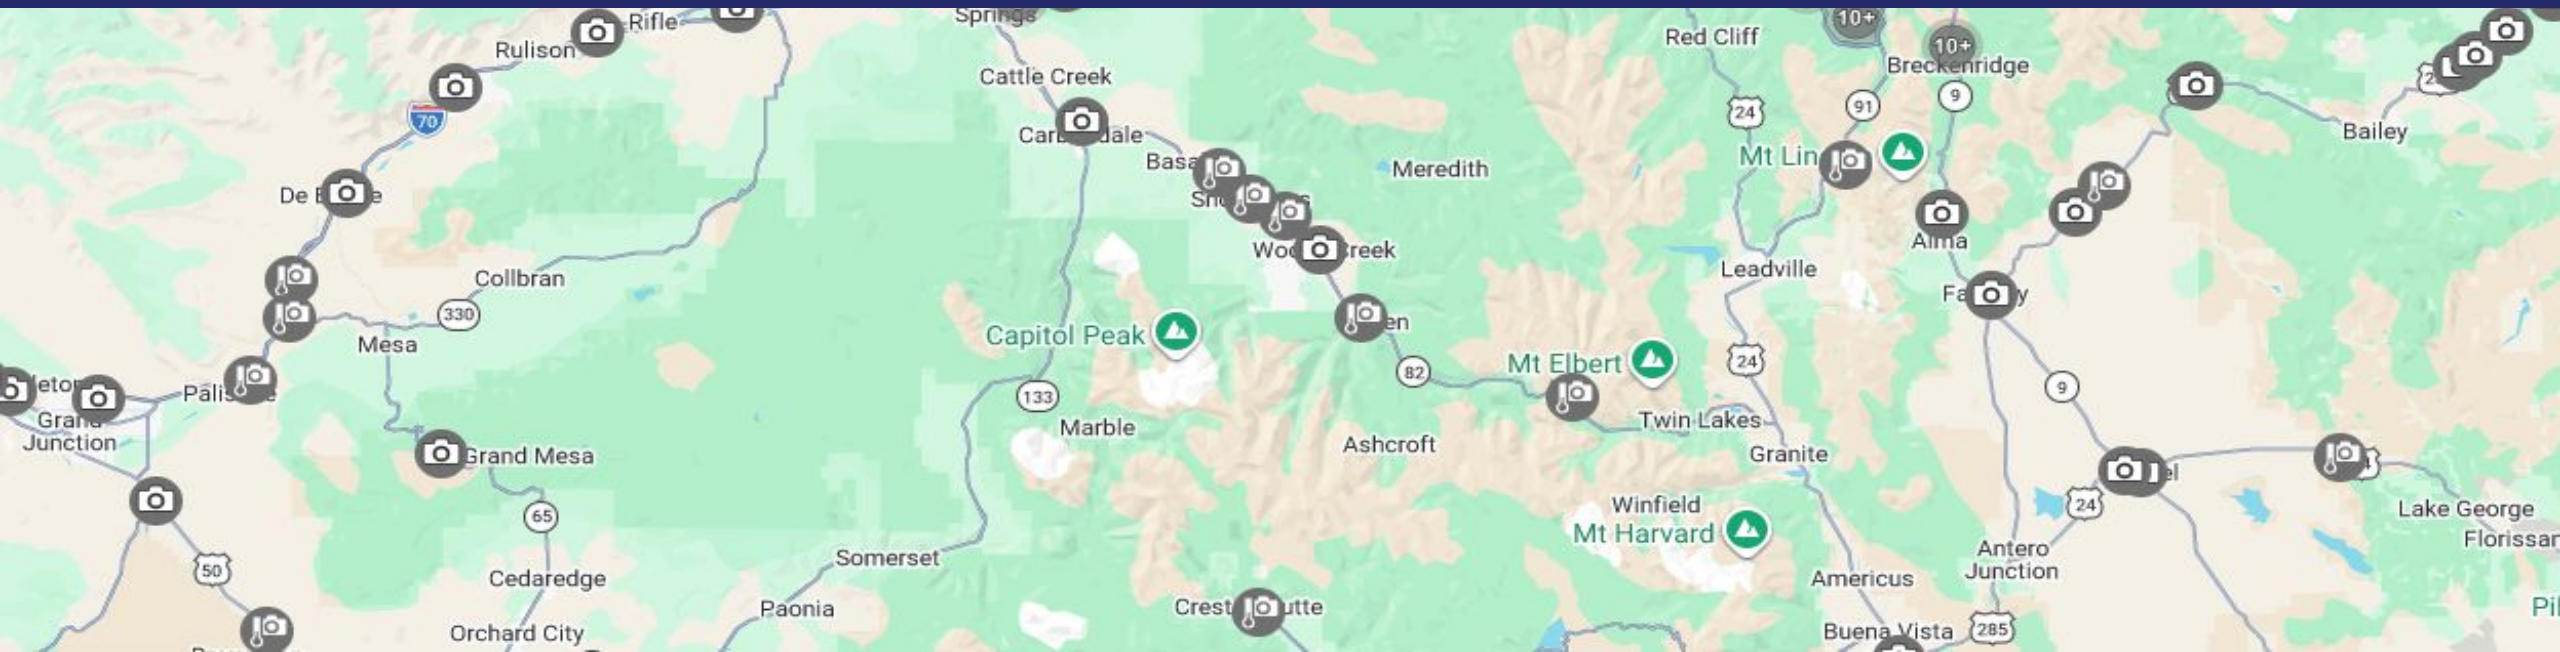 Springs
Rifle
Rulison
Red Cliff
10+
10+
Breckenridge
Cattle Creek
70
24
91
9
Bailey
Meredith
Mt Lin
De
Alma
Collbran
330
Leadville
Mesa
Capitol Peak
82
Mt Elbert
24
9
133
Marble
Twin Lakes
Grand
Junction
Ashcroft
Granite
Grand Mesa
65
Winfield
Mt Harvard
24
Lake George
Florissan
50
Somerset
Antero
Junction
Cedaredge
Americus
Paonia
Orchard City
Buena Vista
285